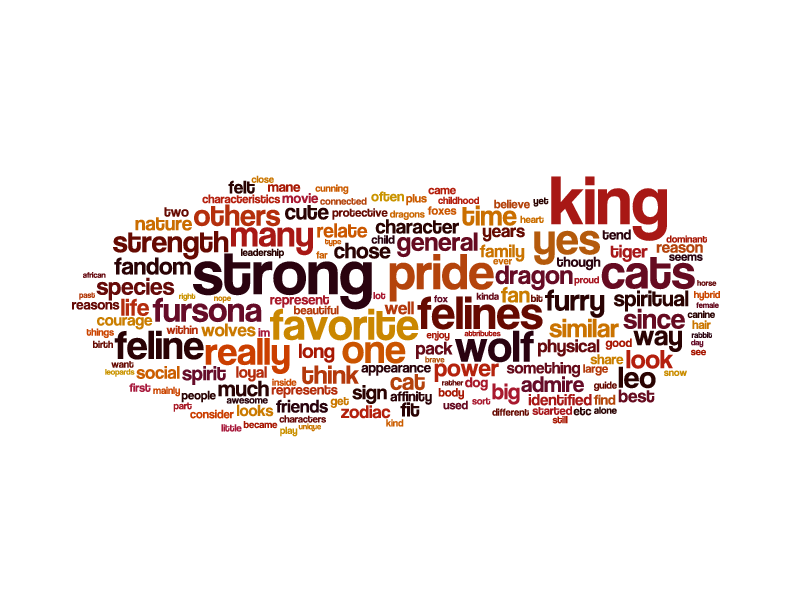 close
felt mane cunning
characteristics movie connected often plus came childhood believe yet king
two others cute protective dragons foxes time heart
nature relate character years yes tend dominant
strength many type child general family though tiger reason
leadership far chose ever seems
fandom strong pride dragon proud cats
african species represent lot fox kinda fan bit furry spiritual horse
past right nope hybrid
reasons life fursona beautiful well felines similar since female
courage within wolves im favorite enjoy attributes physical good way canine
things hair
birth feline really long one pack wolf share look rabbit
want appearance brave something large day see
leopards social spirit loyal inside think cat power rather dog admire guide leo snow
first mainly people much represents sign affinity body big identified find best
awesome get
part consider looks friends zodiac fit used sort different started etc alone
characters
little became play unique kind still